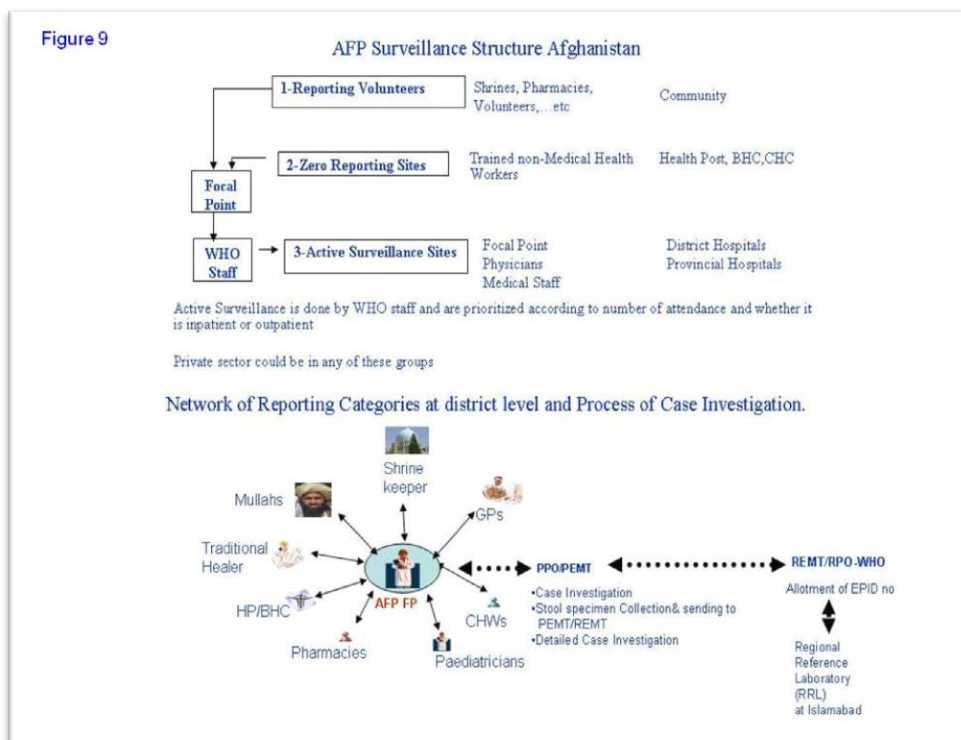 Figure 9
AFP Surveillance Structure Afghanistan
1-Reporting Volunteers
Shrines, Pharmacies,
Volunteers,...etc
Community
2-Zero Reporting Sites
Trained non-Medical Health
Workers
Health Post, BHC,CHC
Focal
Point
WHO
Staff
3-Active Surveillance Sites
Focal Point
Physicians
Medical Staff
District Hospitals
Provincial Hospitals
Active Surveillance is done by WHO staff and are prioritized according to number of attendance and whether it
is inpatient or outpatient
Private sector could be in any of these groups
Network of Reporting Categories at district level and Process of Case Investigation.
Shrine
keeper
Mullahs
GPs
Traditional
Healer
HP/BHC
AFP FP
CHWs
Pharmacies
Paediatricians
PPO/PEMT
•Case Investigation
•Stool specimen Collection& sending to
PEMT/REMT
•Detailed Case Investigation
REMT/RPO-WHO
Allotment of EPID no
Regional
Reference
Laboratory
(RRL)
at Islamabad